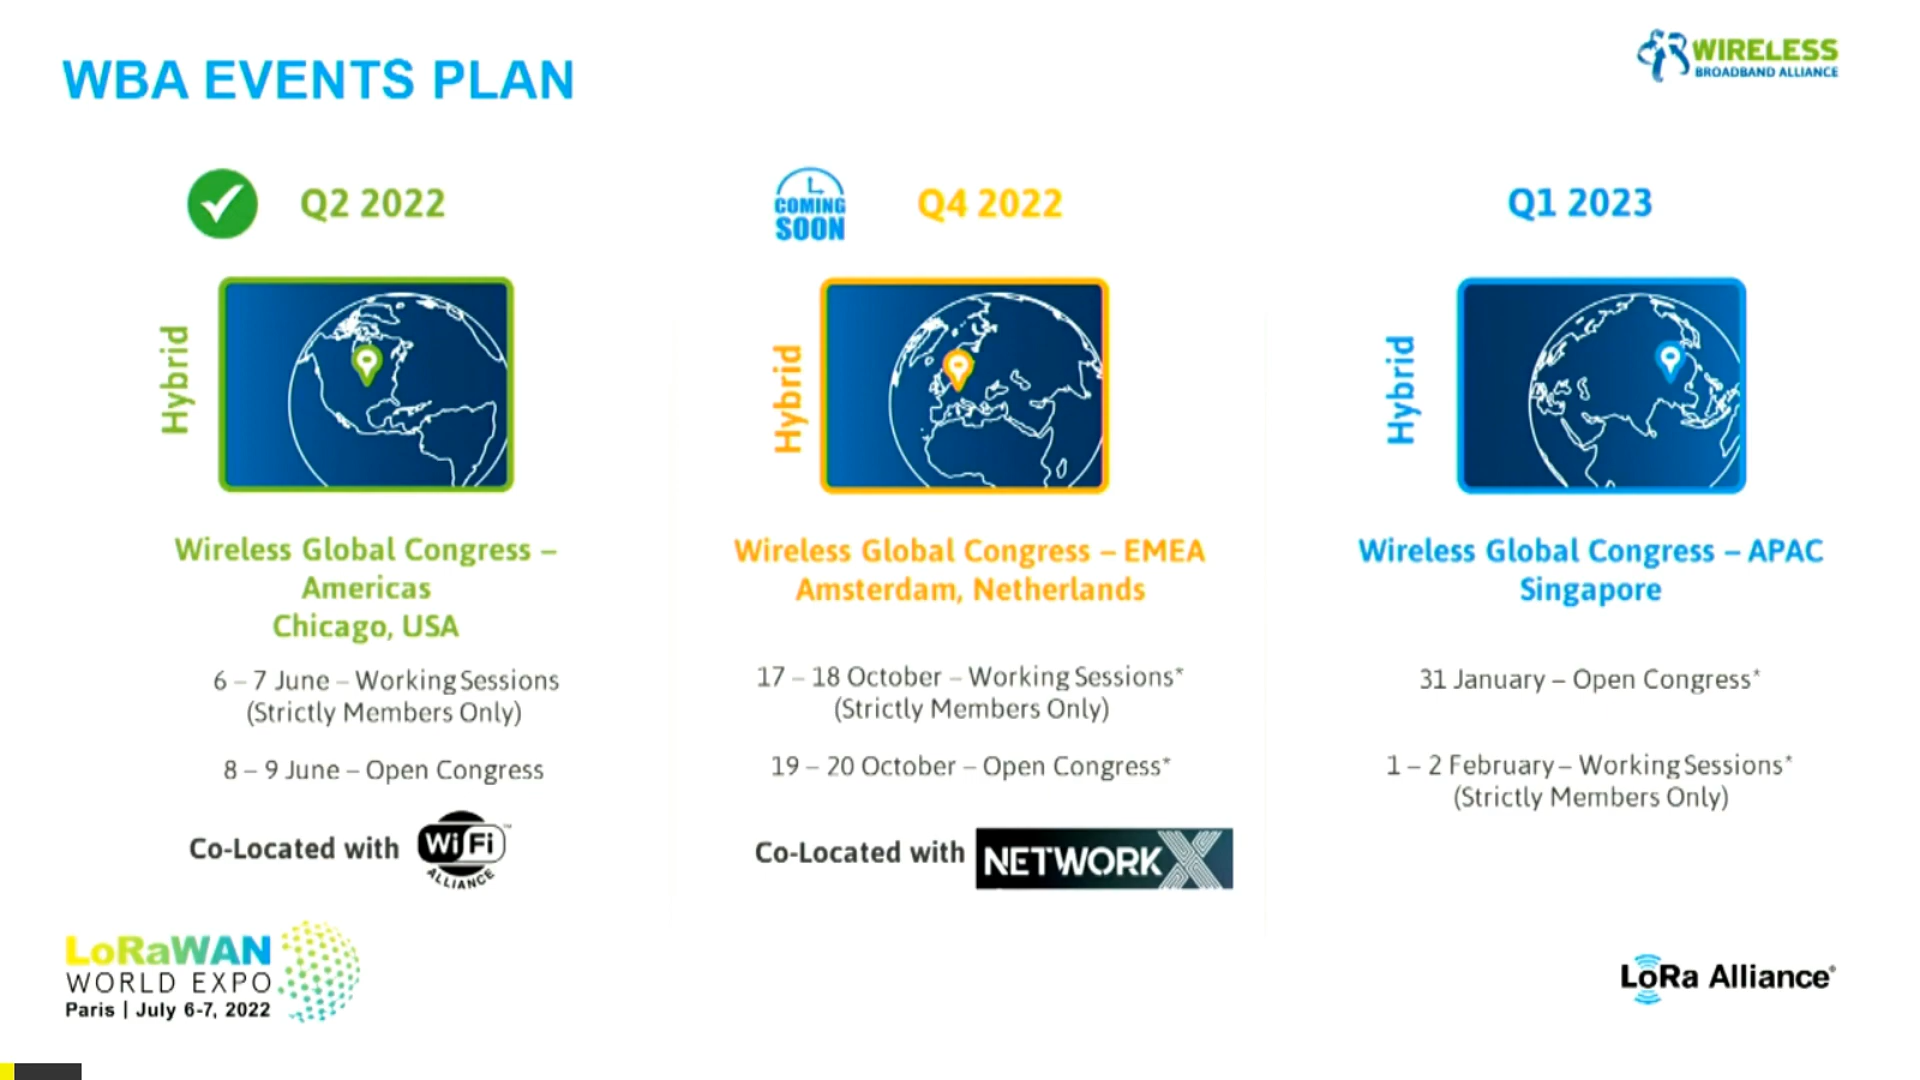 WBA EVENTS PLAN
WIRELESS
BROADBAND ALLIANCE
Q2 2022
Hybrid
Wireless Global Congress –
Americas
Chicago, USA
6 – 7 June – Working Sessions
(Strictly Members Only)
8 – 9 June – Open Congress
Co-Located with
Wi Fi
ALLIANCE
COMING
SOON
Q4 2022
Hybrid
Wireless Global Congress – EMEA
Amsterdam, Netherlands
17 – 18 October – Working Sessions*
(Strictly Members Only)
19 – 20 October – Open Congress*
Co-Located with
NETWORK X
Q1 2023
Hybrid
Wireless Global Congress – APAC
Singapore
31 January – Open Congress*
1 – 2 February – Working Sessions*
(Strictly Members Only)
LoRaWAN
WORLD EXPO
Paris | July 6-7, 2022
LoRa Alliance®